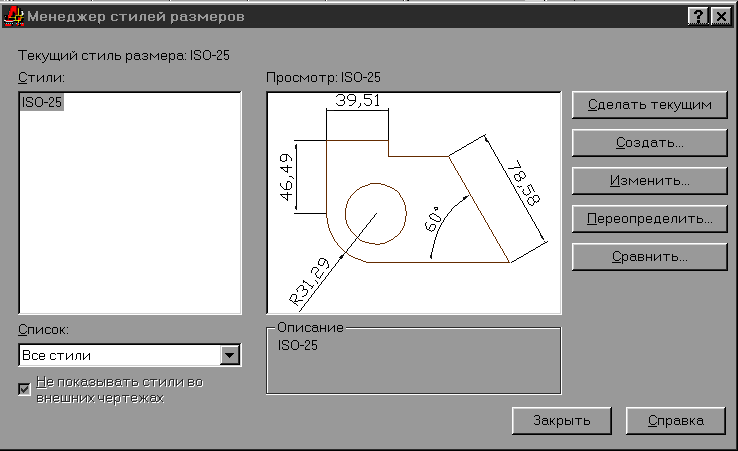 Менеджер стилей размеров
Текущий стиль размера: ISO-25
Стили:
Просмотр: ISO-25
ISO-25
39,51
46,49
78,58
60°
R31,29
Сделать текущим
Создать...
Изменить...
Переопределить...
Сравнить...
Список:
Все стили
Не показывать стили во
внешних чертежах
Описание
ISO-25
Закрыть
Справка